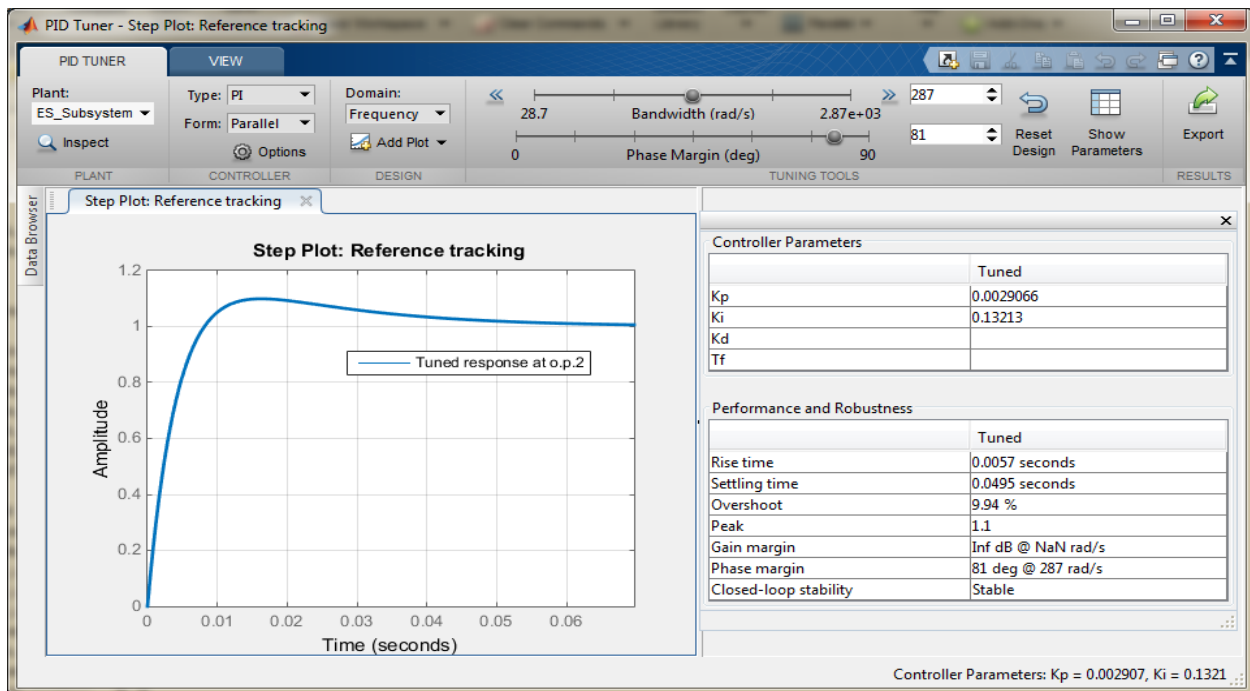 PID Tuner - Step Plot: Reference tracking
PID TUNER
VIEW
Plant:
ES_Subsystem
Inspect
PLANT
Type: PI
Form: Parallel
Options
CONTROLLER
Domain:
Frequency
Add Plot
DESIGN
28.7 Bandwidth (rad/s) 2.87e+03
287
0 Phase Margin (deg) 90
81
Reset Design
Show Parameters
TUNING TOOLS
Export
RESULTS
Data Browser
Step Plot: Reference tracking
Step Plot: Reference tracking
1.2
1
0.8
0.6
0.4
0.2
0
Amplitude
Tuned response at o.p.2
0 0.01 0.02 0.03 0.04 0.05 0.06
Time (seconds)
Controller Parameters
Tuned
Kp 0.0029066
Ki 0.13213
Kd
Tf
Performance and Robustness
Tuned
Rise time 0.0057 seconds
Settling time 0.0495 seconds
Overshoot 9.94 %
Peak 1.1
Gain margin Inf dB @ NaN rad/s
Phase margin 81 deg @ 287 rad/s
Closed-loop stability Stable
Controller Parameters: Kp = 0.002907, Ki = 0.1321